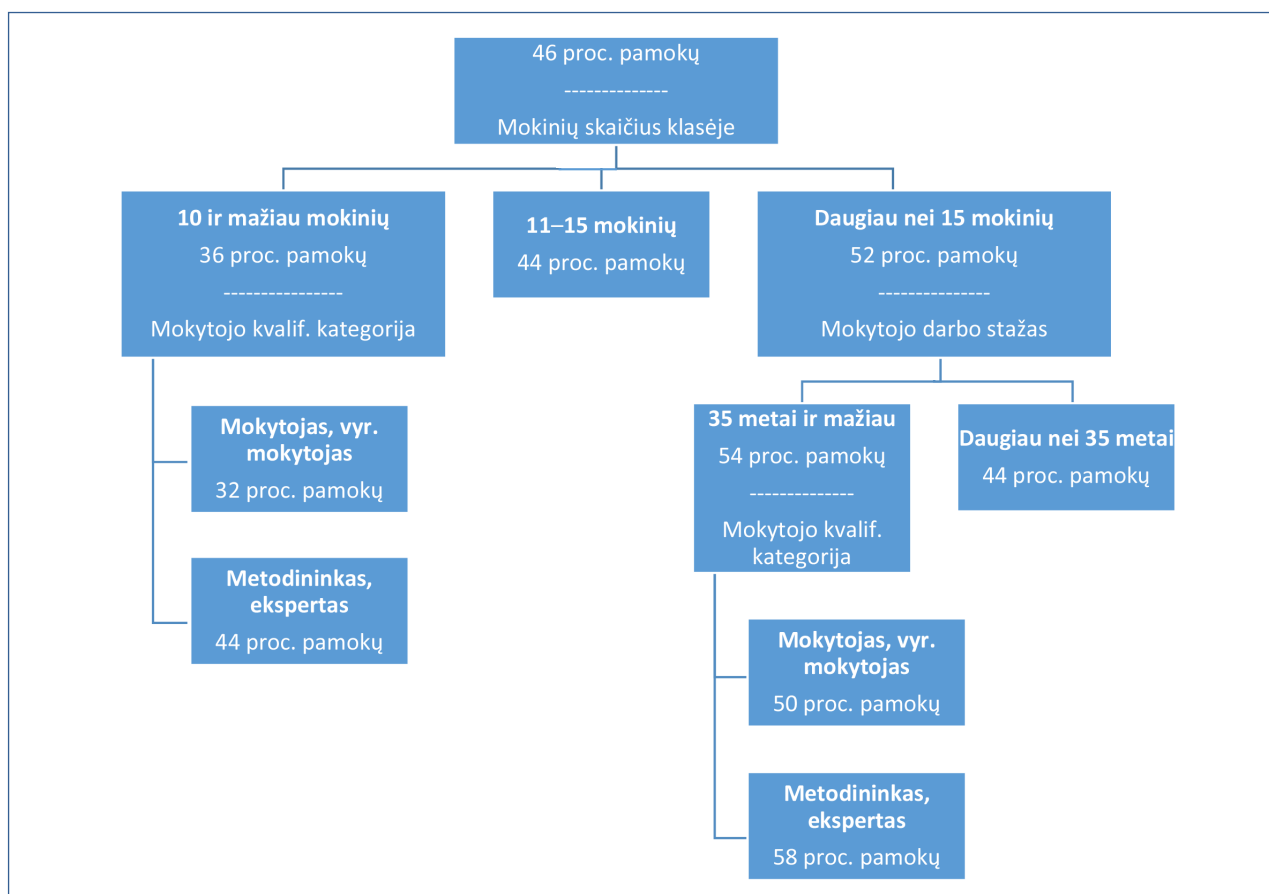 46 proc. pamokų
--------------
Mokinių skaičius klasėje
10 ir mažiau mokinių
36 proc. pamokų
----------------
Mokytojo kvalif. kategorija
11–15 mokinių
44 proc. pamokų
Daugiau nei 15 mokinių
52 proc. pamokų
---------------
Mokytojo darbo stažas
Mokytojas, vyr.
mokytojas
32 proc. pamokų
Metodininkas,
ekspertas
44 proc. pamokų
35 metai ir mažiau
54 proc. pamokų
--------------
Mokytojo kvalif.
kategorija
Daugiau nei 35 metai
44 proc. pamokų
Mokytojas, vyr.
mokytojas
50 proc. pamokų
Metodininkas,
ekspertas
58 proc. pamokų